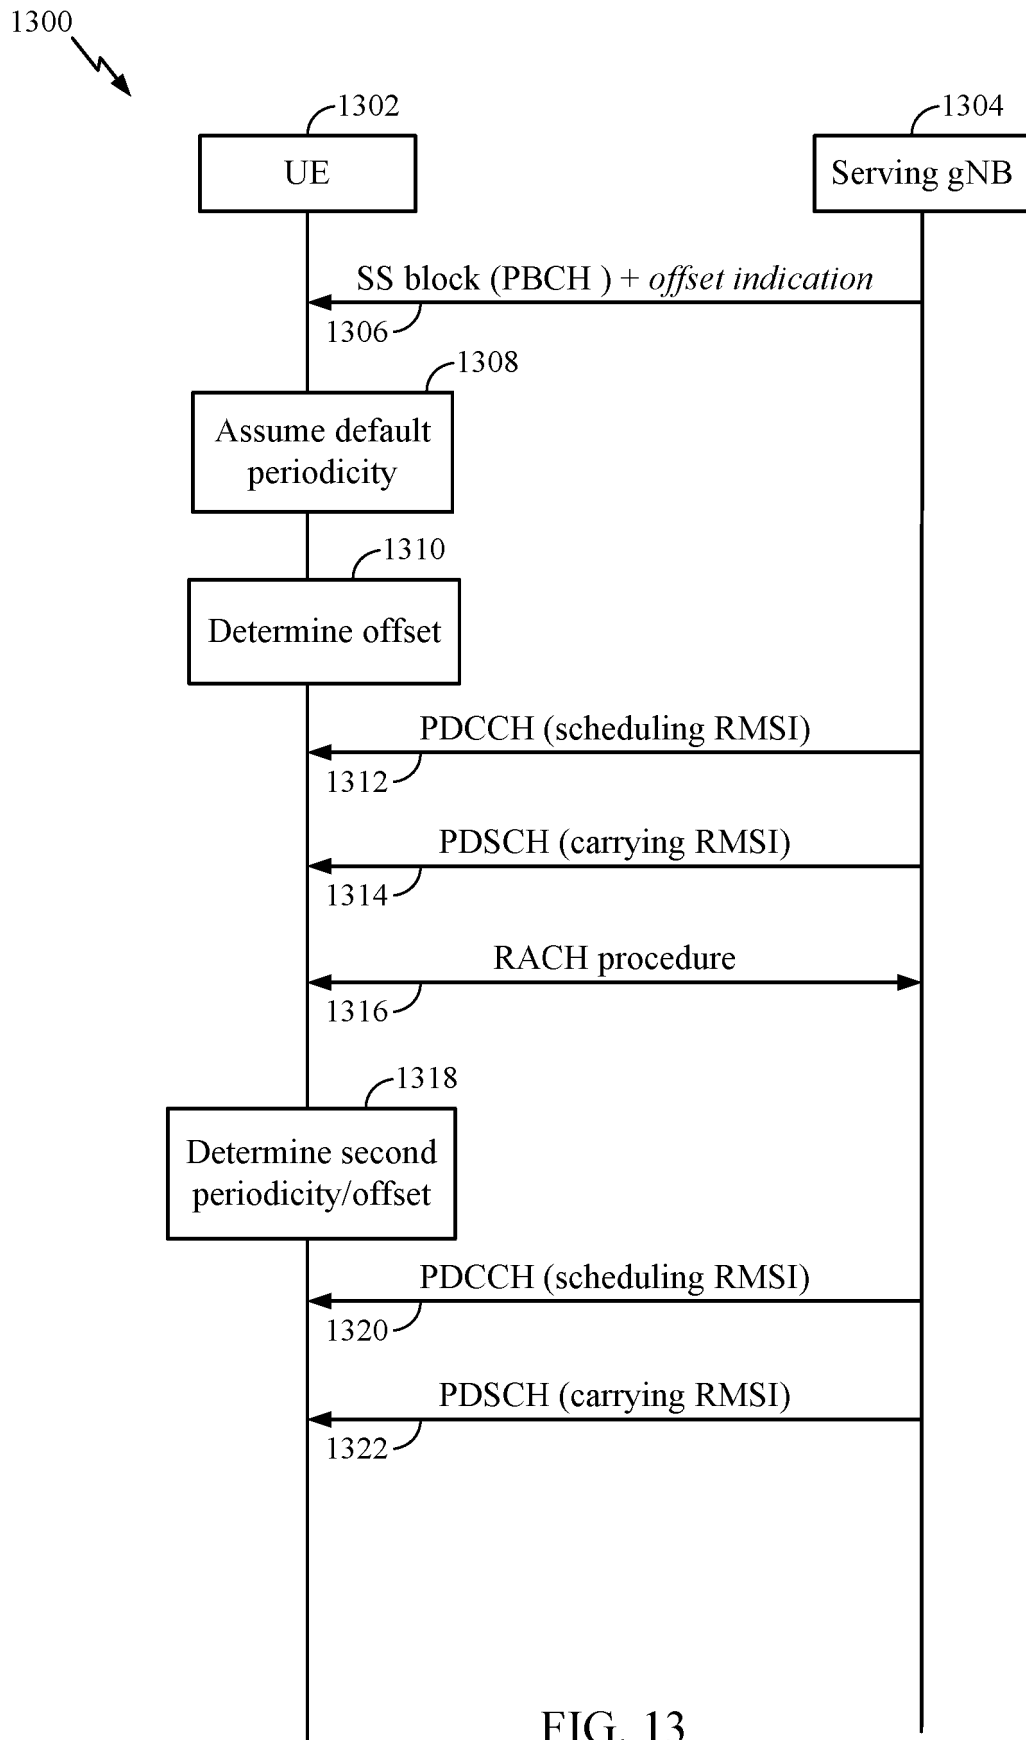 1300
1302
1304
UE
Serving gNB
SS block (PBCH ) + offset indication
1306
1308
Assume default
periodicity
1310
Determine offset
PDCCH (scheduling RMSI)
1312
PDSCH (carrying RMSI)
1314
RACH procedure
1316
1318
Determine second
periodicity/offset
PDCCH (scheduling RMSI)
1320
PDSCH (carrying RMSI)
1322
FIG. 13